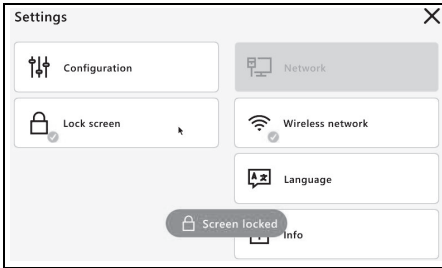 Settings
Configuration
Network
Lock screen
Wireless network
Language
Screen locked
Info